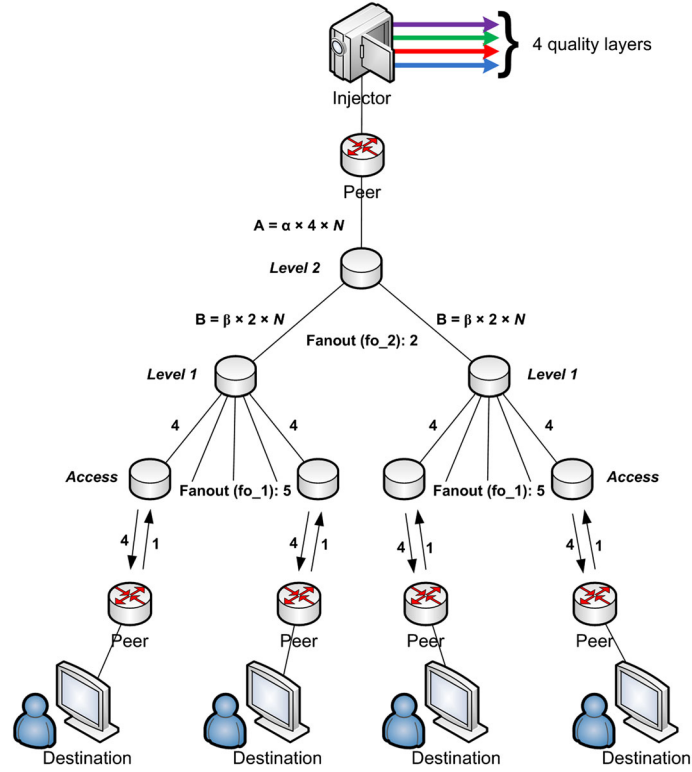 4 quality layers
Injector
Peer
A = α × 4 × N
Level 2
B = β × 2 × N
B = β × 2 × N
Fanout (fo_2): 2
Level 1
Level 1
4
4
4
4
Access
Fanout (fo_1): 5
Fanout (fo_1): 5
Access
4
1
4
1
4
1
4
1
Peer
Peer
Peer
Peer
Destination
Destination
Destination
Destination